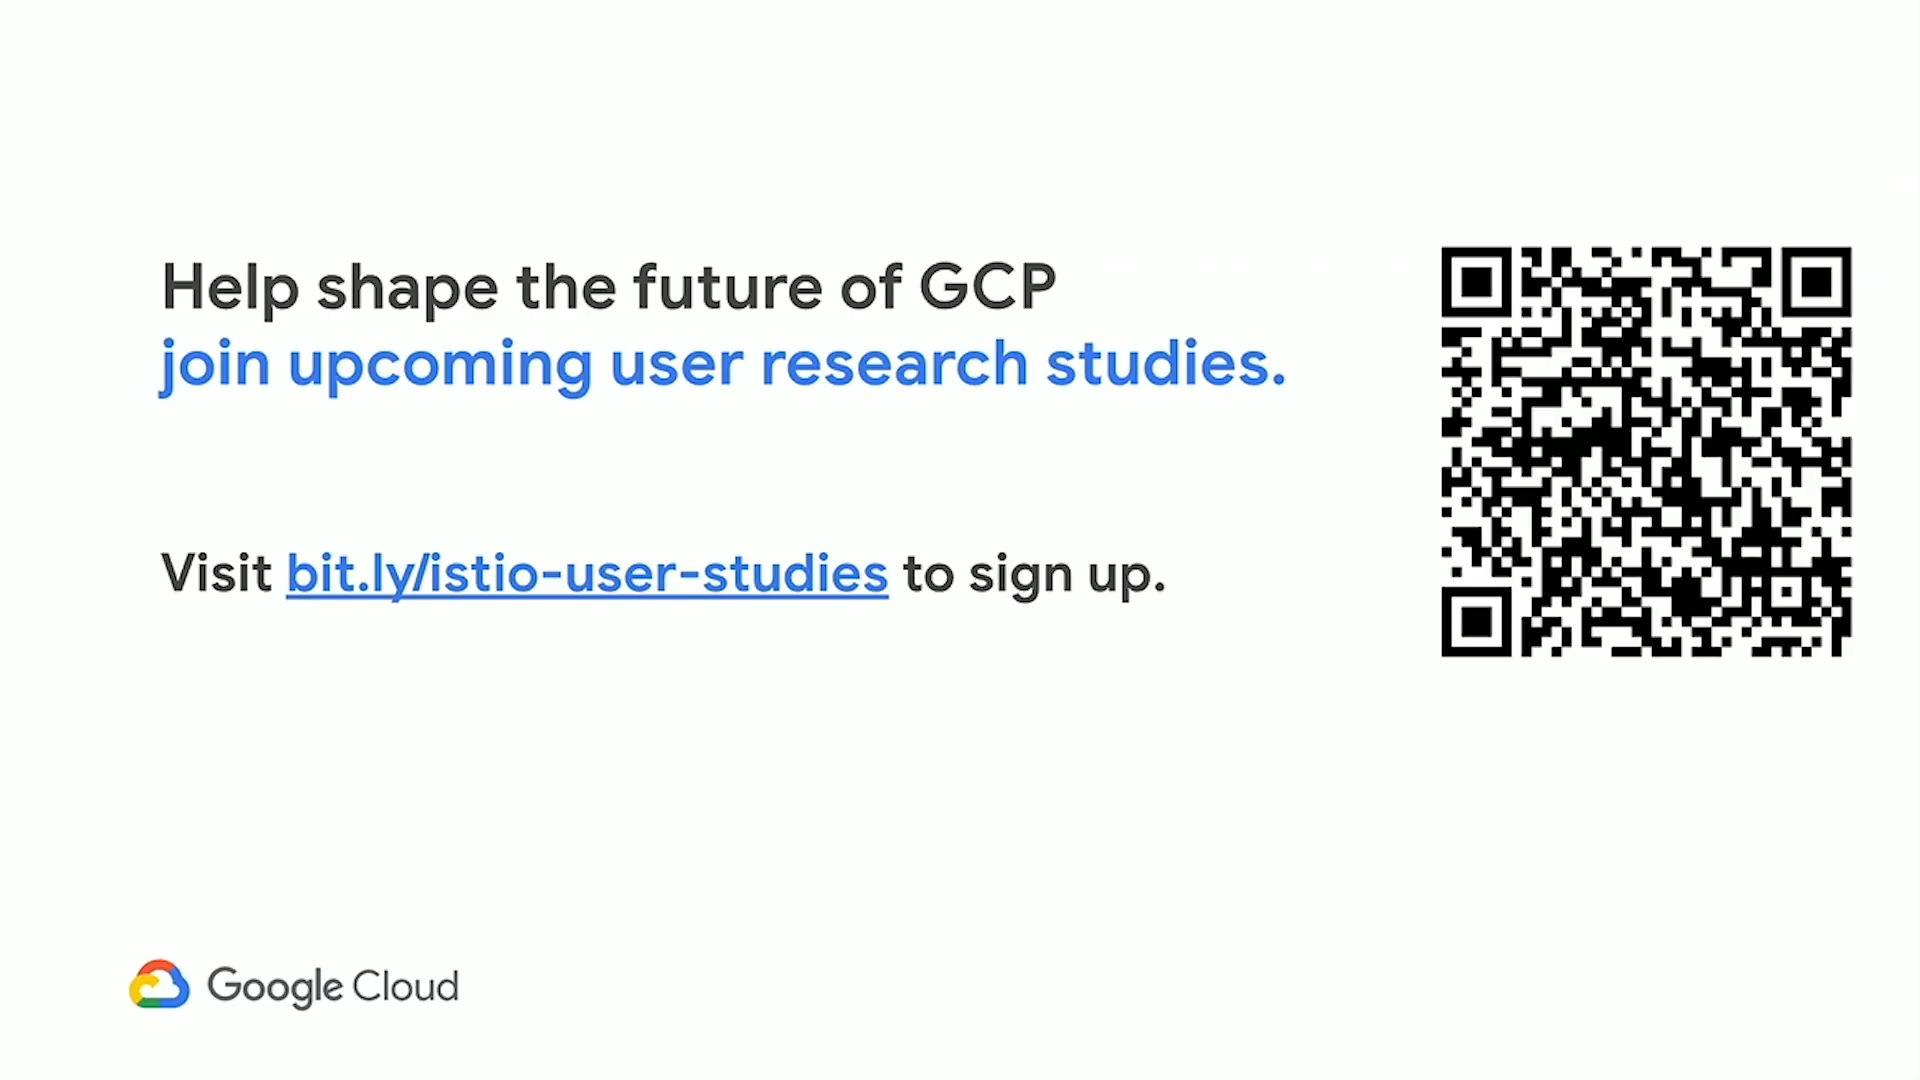 Help shape the future of GCP
join upcoming user research studies.
Visit bit.ly/istio-user-studies to sign up.
Google Cloud